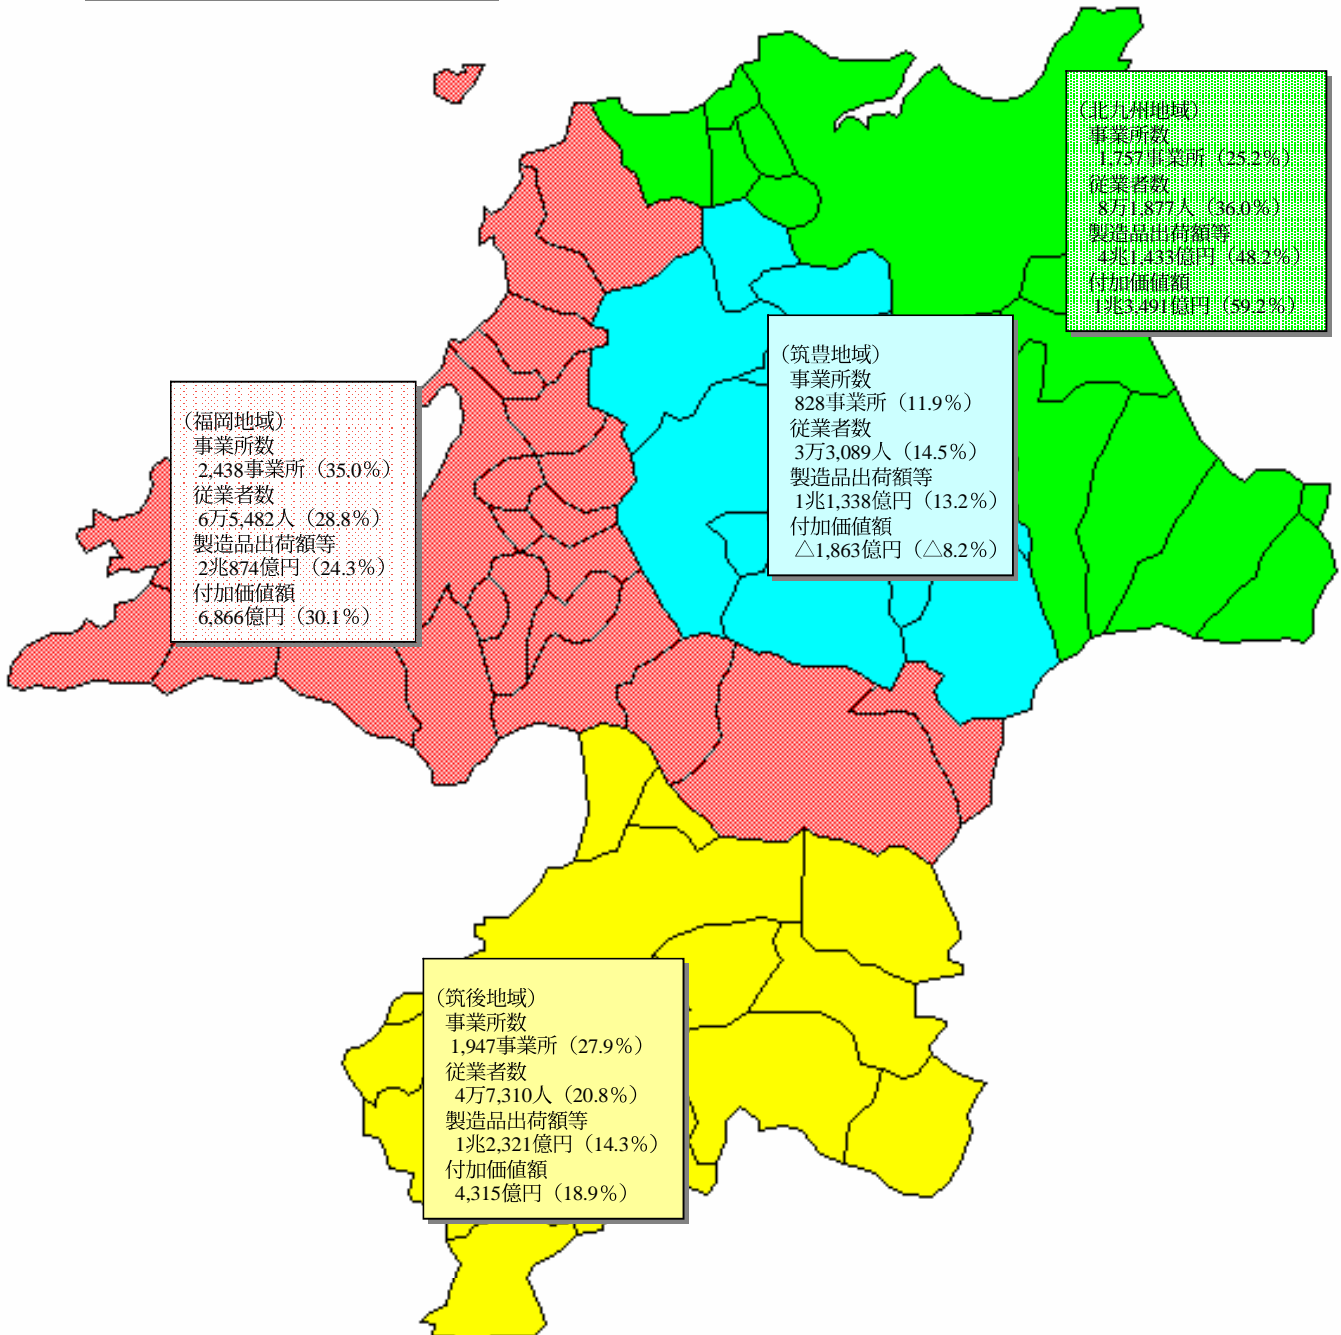 （北九州地域）
事業所数
1,757事業所（25.2％）
従業者数
8万1,877人（36.0％）
製造品出荷額等
4兆1,433億円（48.2％）
付加価値額
1兆3,491億円（59.2％）
（筑豊地域）
事業所数
828事業所（11.9％）
従業者数
3万3,089人（14.5％）
製造品出荷額等
1兆1,338億円（13.2％）
付加価値額
△1,863億円（△8.2％）
（福岡地域）
事業所数
2,438事業所（35.0％）
従業者数
6万5,482人（28.8％）
製造品出荷額等
2兆874億円（24.3％）
付加価値額
6,866億円（30.1％）
（筑後地域）
事業所数
1,947事業所（27.9％）
従業者数
4万7,310人（20.8％）
製造品出荷額等
1兆2,321億円（14.3％）
付加価値額
4,315億円（18.9％）